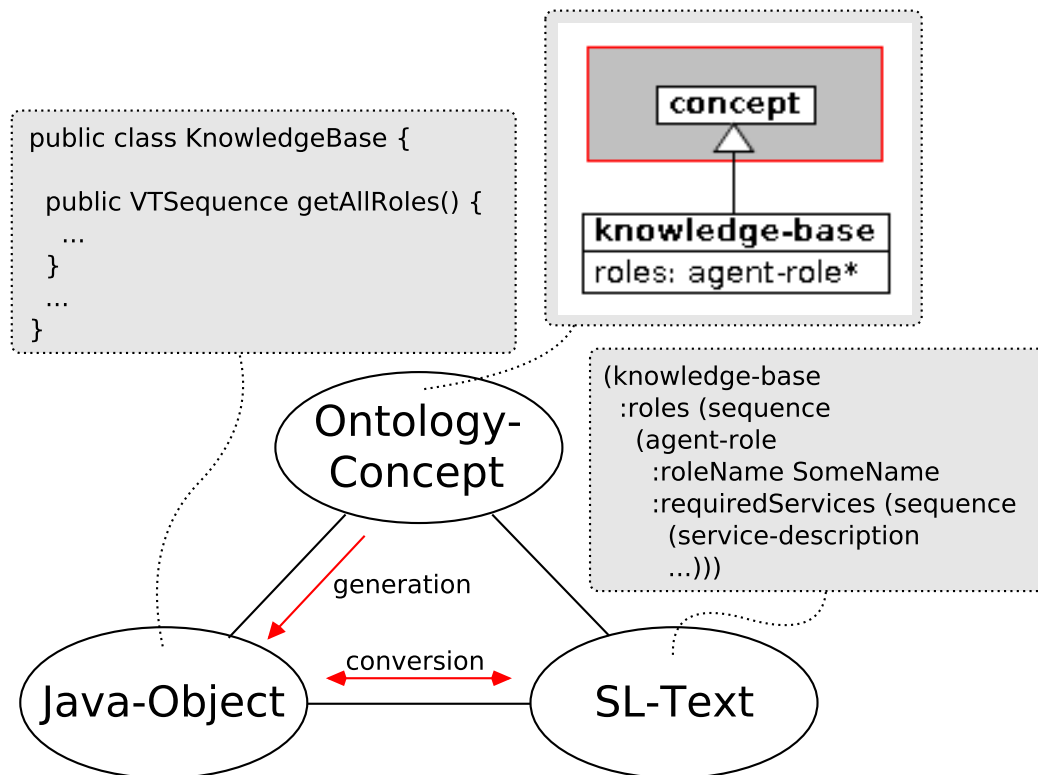 concept
knowledge-base
roles: agent-role*
public class KnowledgeBase {
public VTSequence getAllRoles() {
...
}
...
}
(knowledge-base
:roles (sequence
(agent-role
:roleName SomeName
:requiredServices (sequence
(service-description
...)))
Ontology-
Concept
generation
conversion
Java-Object
SL-Text